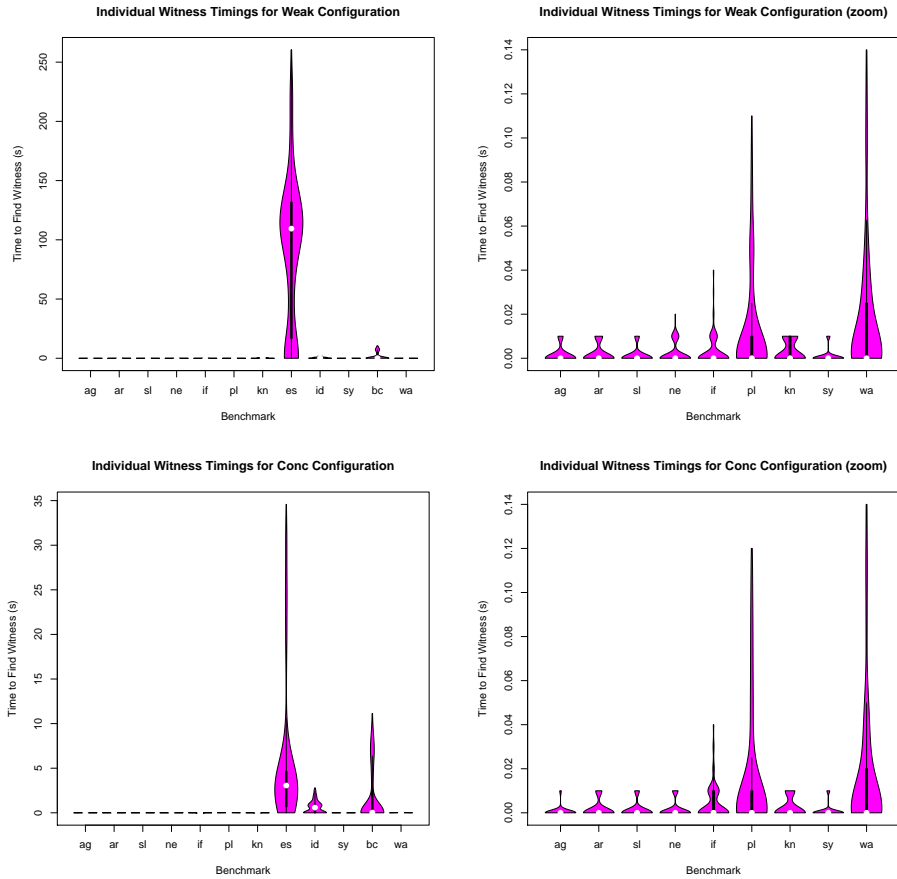 Individual Witness Timings for Weak Configuration
Time to Find Witness (s)
250
200
150
100
50
0
ag ar sl ne if pl kn es id sy bc wa
Benchmark
Individual Witness Timings for Weak Configuration (zoom)
Time to Find Witness (s)
0.14
0.12
0.10
0.08
0.06
0.04
0.02
0.00
ag ar sl ne if pl kn sy wa
Benchmark
Individual Witness Timings for Conc Configuration
Time to Find Witness (s)
35
30
25
20
15
10
5
0
ag ar sl ne if pl kn es id sy bc wa
Benchmark
Individual Witness Timings for Conc Configuration (zoom)
Time to Find Witness (s)
0.14
0.12
0.10
0.08
0.06
0.04
0.02
0.00
ag ar sl ne if pl kn sy wa
Benchmark